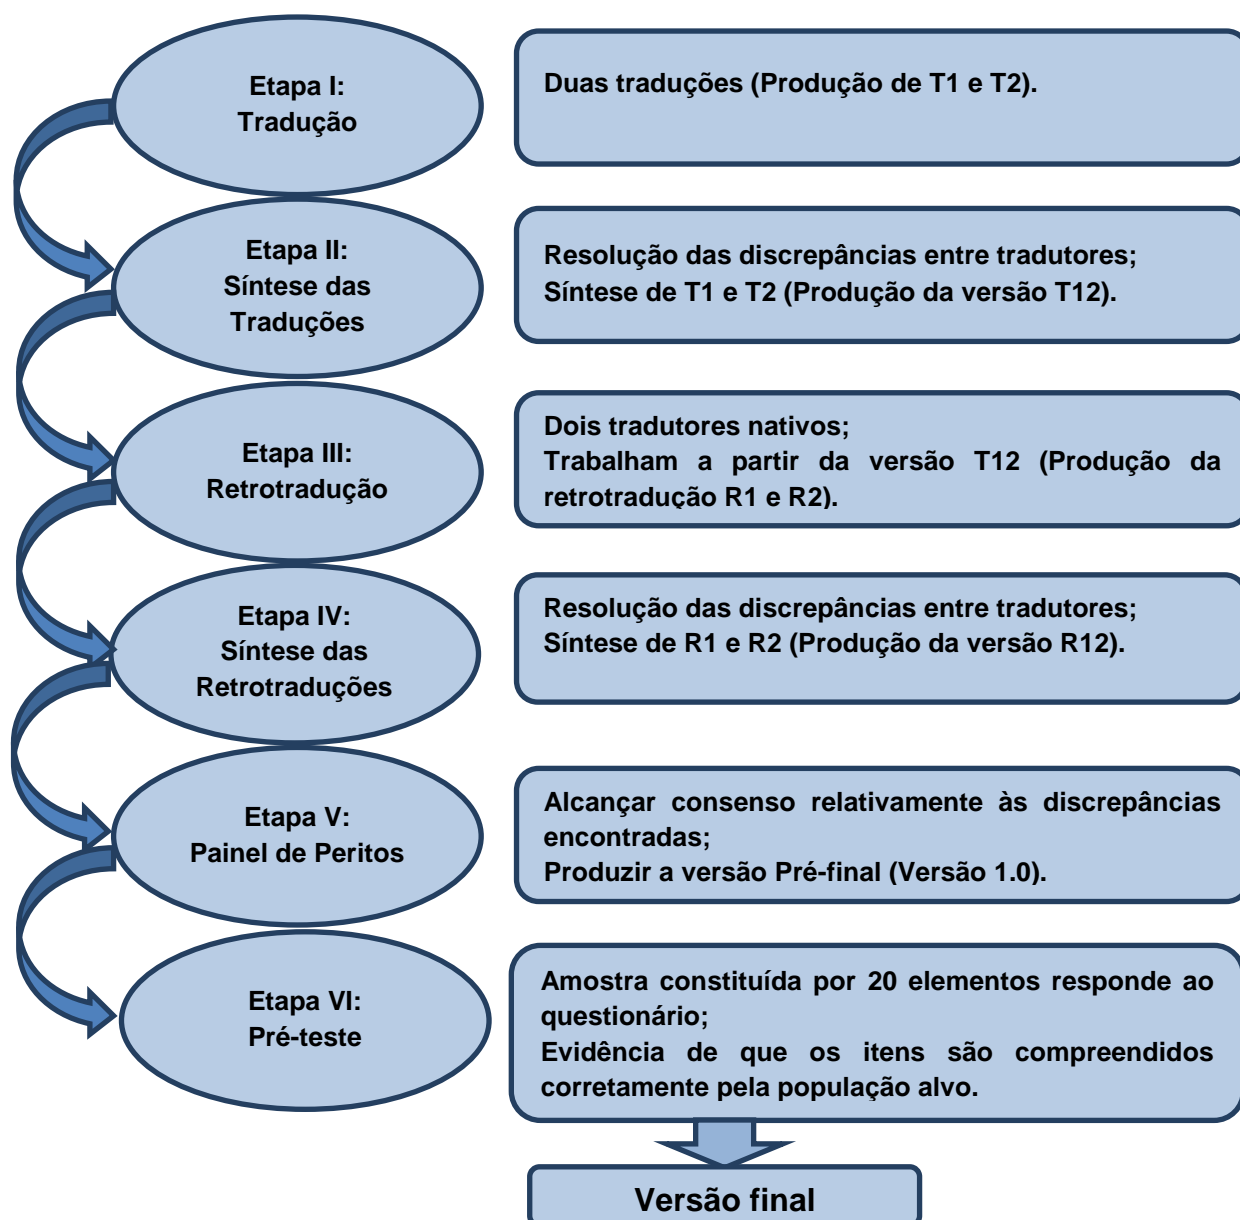 Etapa I:
Tradução
Duas traduções (Produção de T1 e T2).
Etapa II:
Síntese das
Traduções
Resolução das discrepâncias entre tradutores;
Síntese de T1 e T2 (Produção da versão T12).
Etapa III:
Retrotradução
Dois tradutores nativos;
Trabalham a partir da versão T12 (Produção da
retrotradução R1 e R2).
Etapa IV:
Síntese das
Retrotraduções
Resolução das discrepâncias entre tradutores;
Síntese de R1 e R2 (Produção da versão R12).
Etapa V:
Painel de Peritos
Alcançar consenso relativamente às discrepâncias
encontradas;
Produzir a versão Pré-final (Versão 1.0).
Etapa VI:
Pré-teste
Amostra constituída por 20 elementos responde ao
questionário;
Evidência de que os itens são compreendidos
corretamente pela população alvo.
Versão final